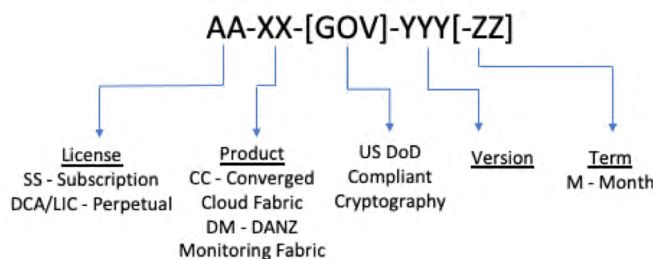 AA-XX-[GOV]-YYY[-ZZ]
License
SS - Subscription
DCA/LIC - Perpetual
Product
CC - Converged
Cloud Fabric
DM - DANZ
Monitoring Fabric
US DoD
Compliant
Cryptography
Version
Term
M - Month